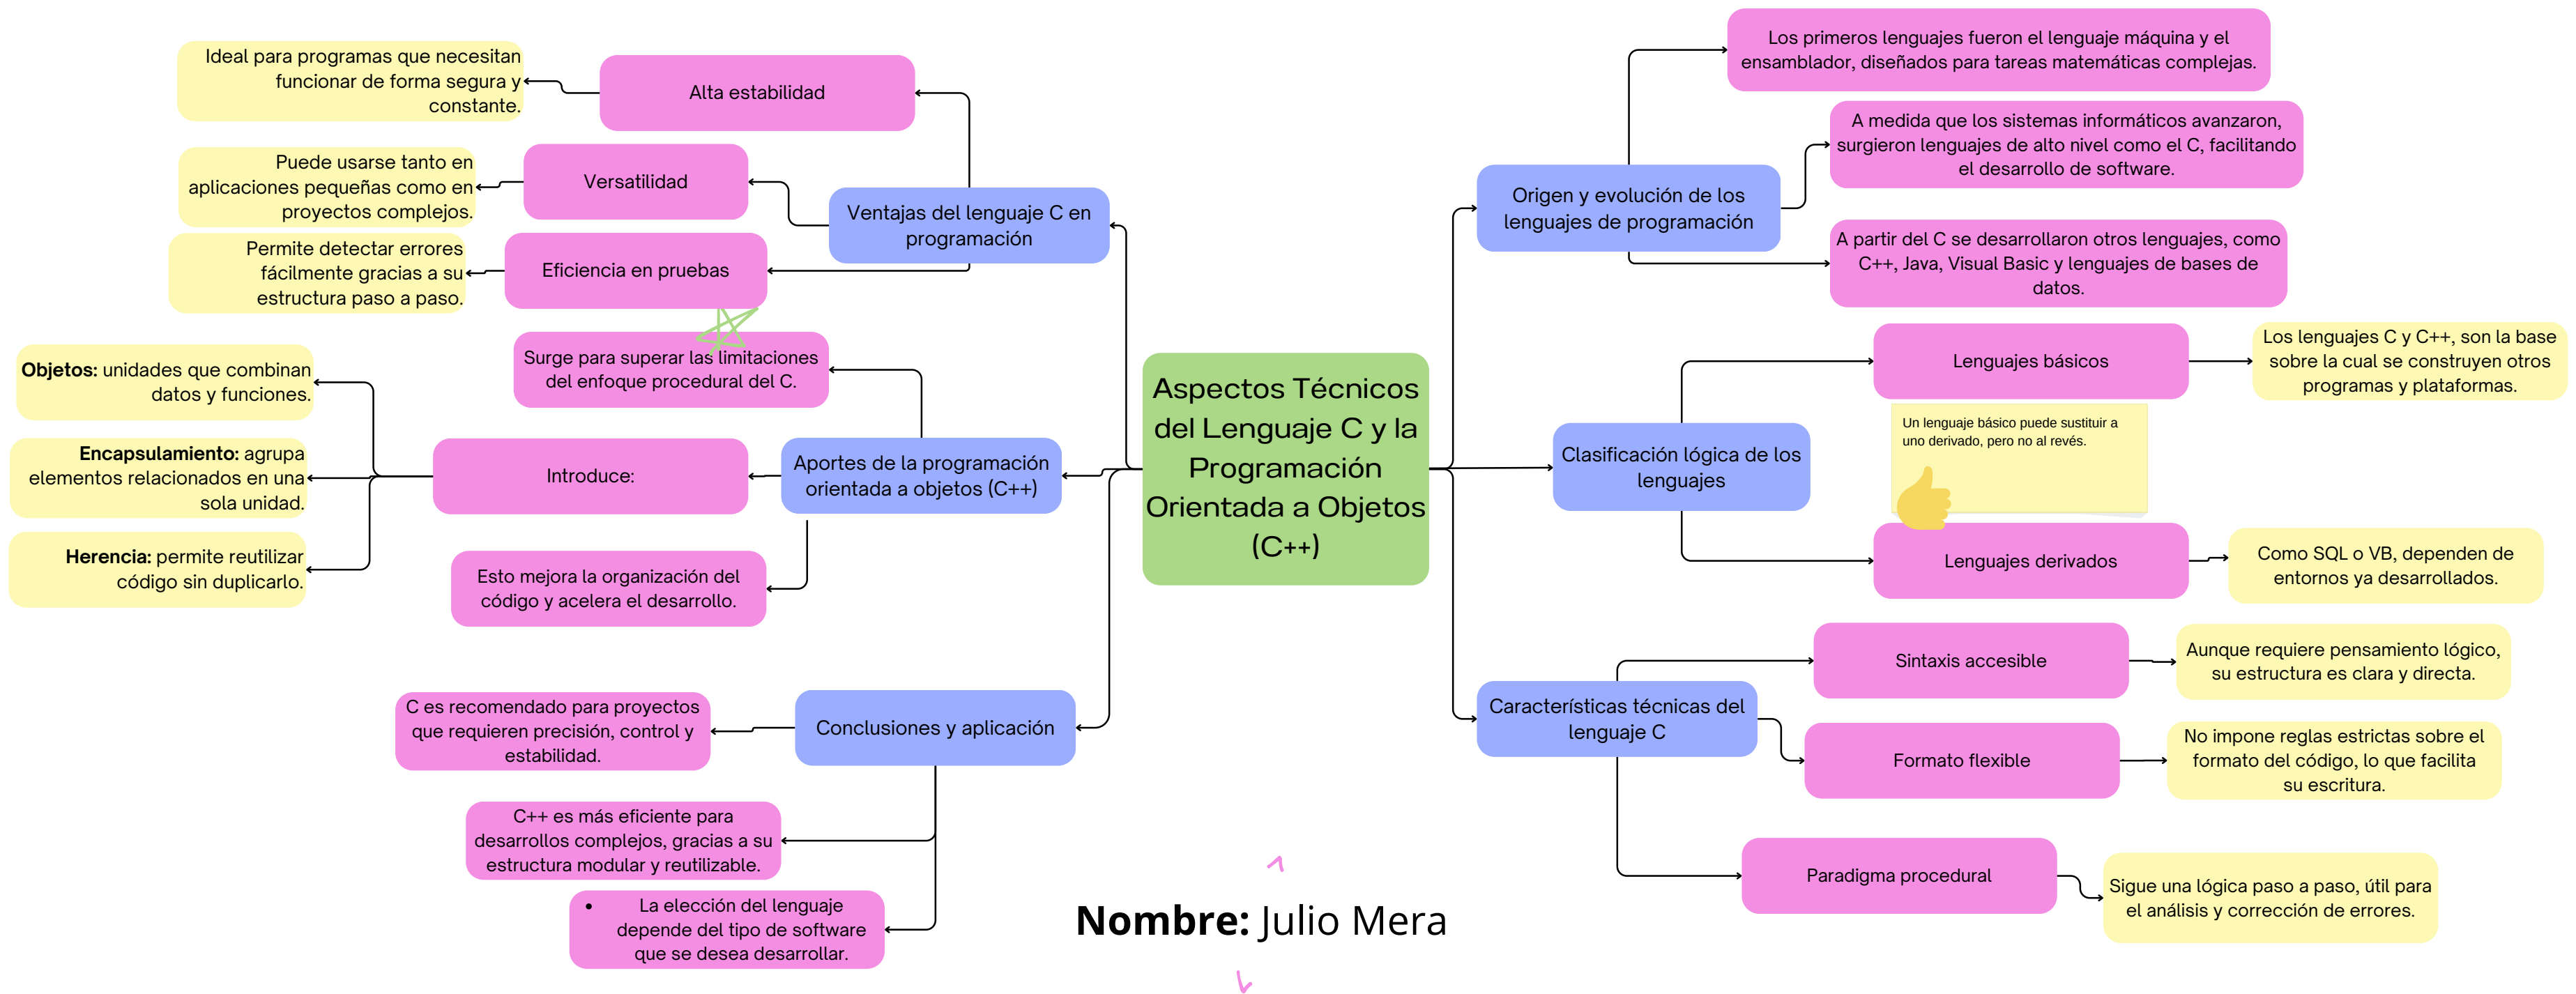 Aspectos Técnicos
del Lenguaje C y la
Programación
Orientada a Objetos
(C++)
Origen y evolución de los
lenguajes de programación
Los primeros lenguajes fueron el lenguaje máquina y el
ensamblador, diseñados para tareas matemáticas complejas.
A medida que los sistemas informáticos avanzaron,
surgieron lenguajes de alto nivel como el C, facilitando
el desarrollo de software.
A partir del C se desarrollaron otros lenguajes, como
C++, Java, Visual Basic y lenguajes de bases de
datos.
Clasificación lógica de los
lenguajes
Lenguajes básicos
Los lenguajes C y C++, son la base
sobre la cual se construyen otros
programas y plataformas.
Un lenguaje básico puede sustituir a
uno derivado, pero no al revés.
Lenguajes derivados
Como SQL o VB, dependen de
entornos ya desarrollados.
Características técnicas del
lenguaje C
Sintaxis accesible
Aunque requiere pensamiento lógico,
su estructura es clara y directa.
Formato flexible
No impone reglas estrictas sobre el
formato del código, lo que facilita
su escritura.
Paradigma procedural
Sigue una lógica paso a paso, útil para
el análisis y corrección de errores.
Ventajas del lenguaje C en
programación
Alta estabilidad
Ideal para programas que necesitan
funcionar de forma segura y
constante.
Versatilidad
Puede usarse tanto en
aplicaciones pequeñas como en
proyectos complejos.
Eficiencia en pruebas
Permite detectar errores
fácilmente gracias a su
estructura paso a paso.
Aportes de la programación
orientada a objetos (C++)
Surge para superar las limitaciones
del enfoque procedural del C.
Introduce:
Objetos: unidades que combinan
datos y funciones.
Encapsulamiento: agrupa
elementos relacionados en una
sola unidad.
Herencia: permite reutilizar
código sin duplicarlo.
Esto mejora la organización del
código y acelera el desarrollo.
Conclusiones y aplicación
C es recomendado para proyectos
que requieren precisión, control y
estabilidad.
C++ es más eficiente para
desarrollos complejos, gracias a su
estructura modular y reutilizable.
• La elección del lenguaje
depende del tipo de software
que se desea desarrollar.
Nombre: Julio Mera